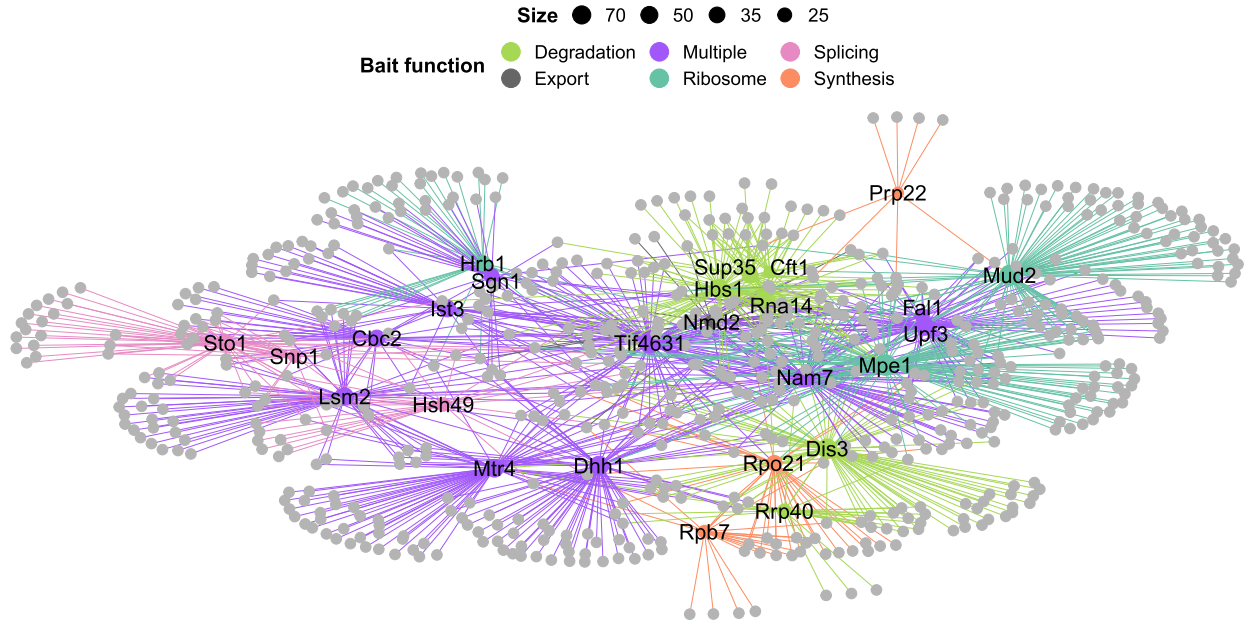 Size 70 50 35 25
Bait function
Degradation Multiple Splicing
Export Ribosome Synthesis
Prp22
Hrb1
Sup35 Cft1
Mud2
Sgn1
Hbs1
Ist3
Rna14
Fal1
Nmd2
Upf3
Sto1
Cbc2
Tif4631
Snp1
Mpe1
Nam7
Lsm2
Hsh49
Dis3
Mtr4
Dhh1
Rpo21
Rrp40
Rpb7